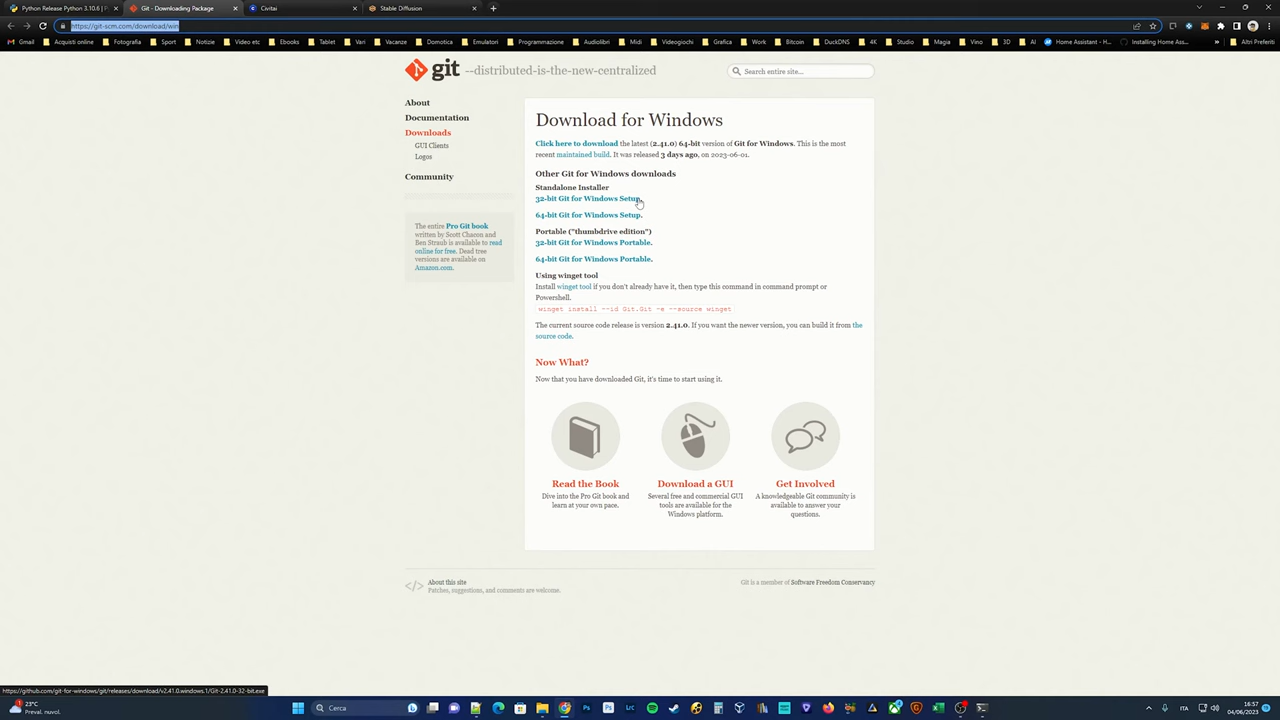 Python Release Python 3.10.6 | P
Git - Downloading Package
Civitai
Stable Diffusion
https://git-scm.com/download/win
Gmail
Acquisti online
Fotografia
Sport
Notizie
Video etc
Ebooks
Tablet
Vari
Vacanze
Domotica
Emulatori
Programmazione
Audiolibri
Midi
Videogiochi
Grafica
Work
Bitcoin
DuckDNS
4K
Studio
Magia
Vino
3D
AI
Home Assistant - H...
Installing Home Ass...
»
Altri Preferiti
git --distributed-is-the-new-centralized
Search entire site...
About
Documentation
Downloads
GUI Clients
Logos
Community
The entire Pro Git book
written by Scott Chacon and
Ben Straub is available to read
online for free. Dead tree
versions are available on
Amazon.com.
Download for Windows
Click here to download the latest (2.41.0) 64-bit version of Git for Windows. This is the most
recent maintained build. It was released 3 days ago, on 2023-06-01.
Other Git for Windows downloads
Standalone Installer
32-bit Git for Windows Setup.
64-bit Git for Windows Setup.
Portable ("thumbdrive edition")
32-bit Git for Windows Portable.
64-bit Git for Windows Portable.
Using winget tool
Install winget tool if you don't already have it, then type this command in command prompt or
Powershell.
winget install --id Git.Git -e --source winget
The current source code release is version 2.41.0. If you want the newer version, you can build it from the
source code.
Now What?
Now that you have downloaded Git, it's time to start using it.
Read the Book
Dive into the Pro Git book and
learn at your own pace.
Download a GUI
Several free and commercial GUI
tools are available for the
Windows platform.
Get Involved
A knowledgeable Git community is
available to answer your
questions.
</>
About this site
Patches, suggestions, and comments are welcome.
Git is a member of Software Freedom Conservancy
https://github.com/git-for-windows/git/releases/download/v2.41.0.windows.1/Git-2.41.0-32-bit.exe
23°C
Preval. nuvol.
Cerca
ITA
16:57
04/06/2023